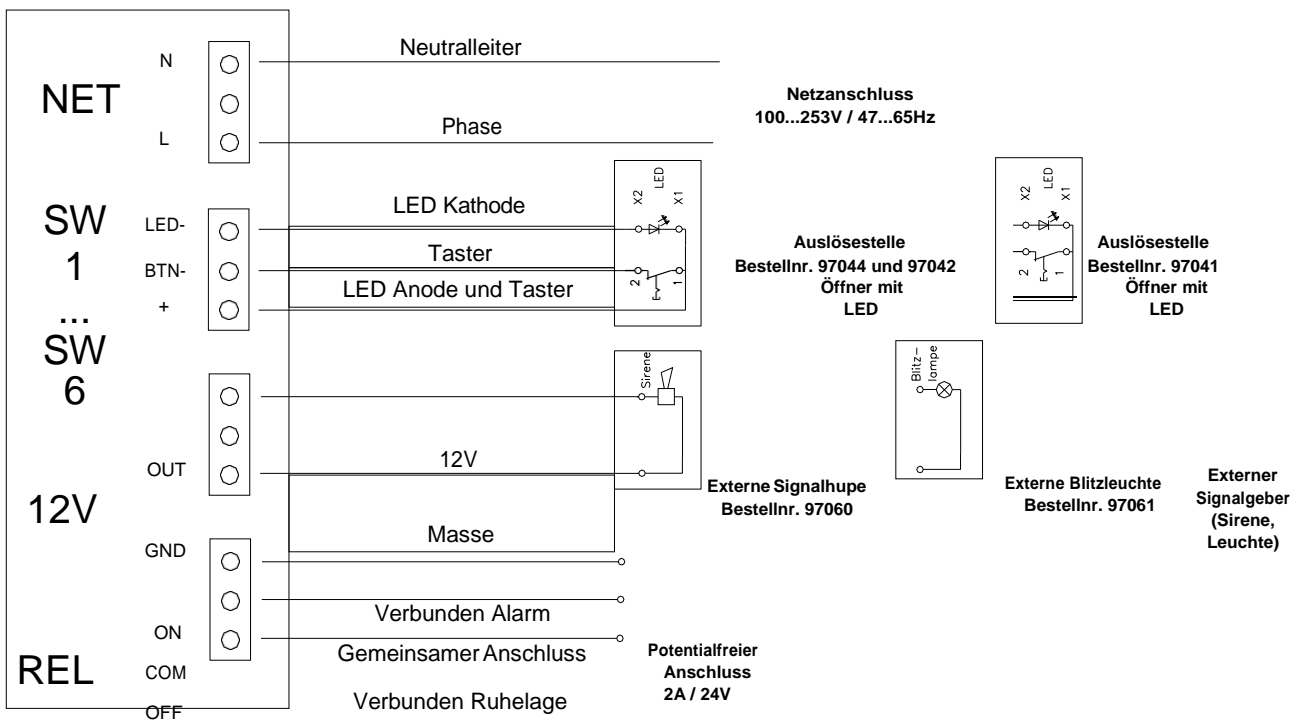 N
Neutralleiter
NET
Netzanschluss
100...253V / 47...65Hz
L
Phase
SW
1
...
SW
6
LED-
LED Kathode
BTN-
Taster
+
LED Anode und Taster
X2
LED
X1
2
1
Auslösestelle
Bestellnr. 97044 und 97042
Öffner mit
LED
X2
LED
X1
2
1
Auslösestelle
Bestellnr. 97041
Öffner mit
LED
12V
OUT
12V
Sirene
Externe Signalhupe
Bestellnr. 97060
Blitz-
lampe
Externe Blitzleuchte
Bestellnr. 97061
Externer
Signalgeber
(Sirene,
Leuchte)
GND
Masse
REL
ON
Verbunden Alarm
COM
Gemeinsamer Anschluss
OFF
Verbunden Ruhelage
Potentialfreier
Anschluss
2A / 24V